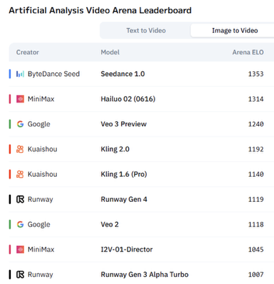 Artificial Analysis Video Arena Leaderboard
Text to Video Image to Video
Creator Model Arena ELO
ByteDance Seed Seedance 1.0 1353
MiniMax Hailuo 02 (0616) 1314
Google Veo 3 Preview 1240
Kuaishou Kling 2.0 1192
Kuaishou Kling 1.6 (Pro) 1140
Runway Runway Gen 4 1119
Google Veo 2 1118
MiniMax I2V-01-Director 1045
Runway Runway Gen 3 Alpha Turbo 1007